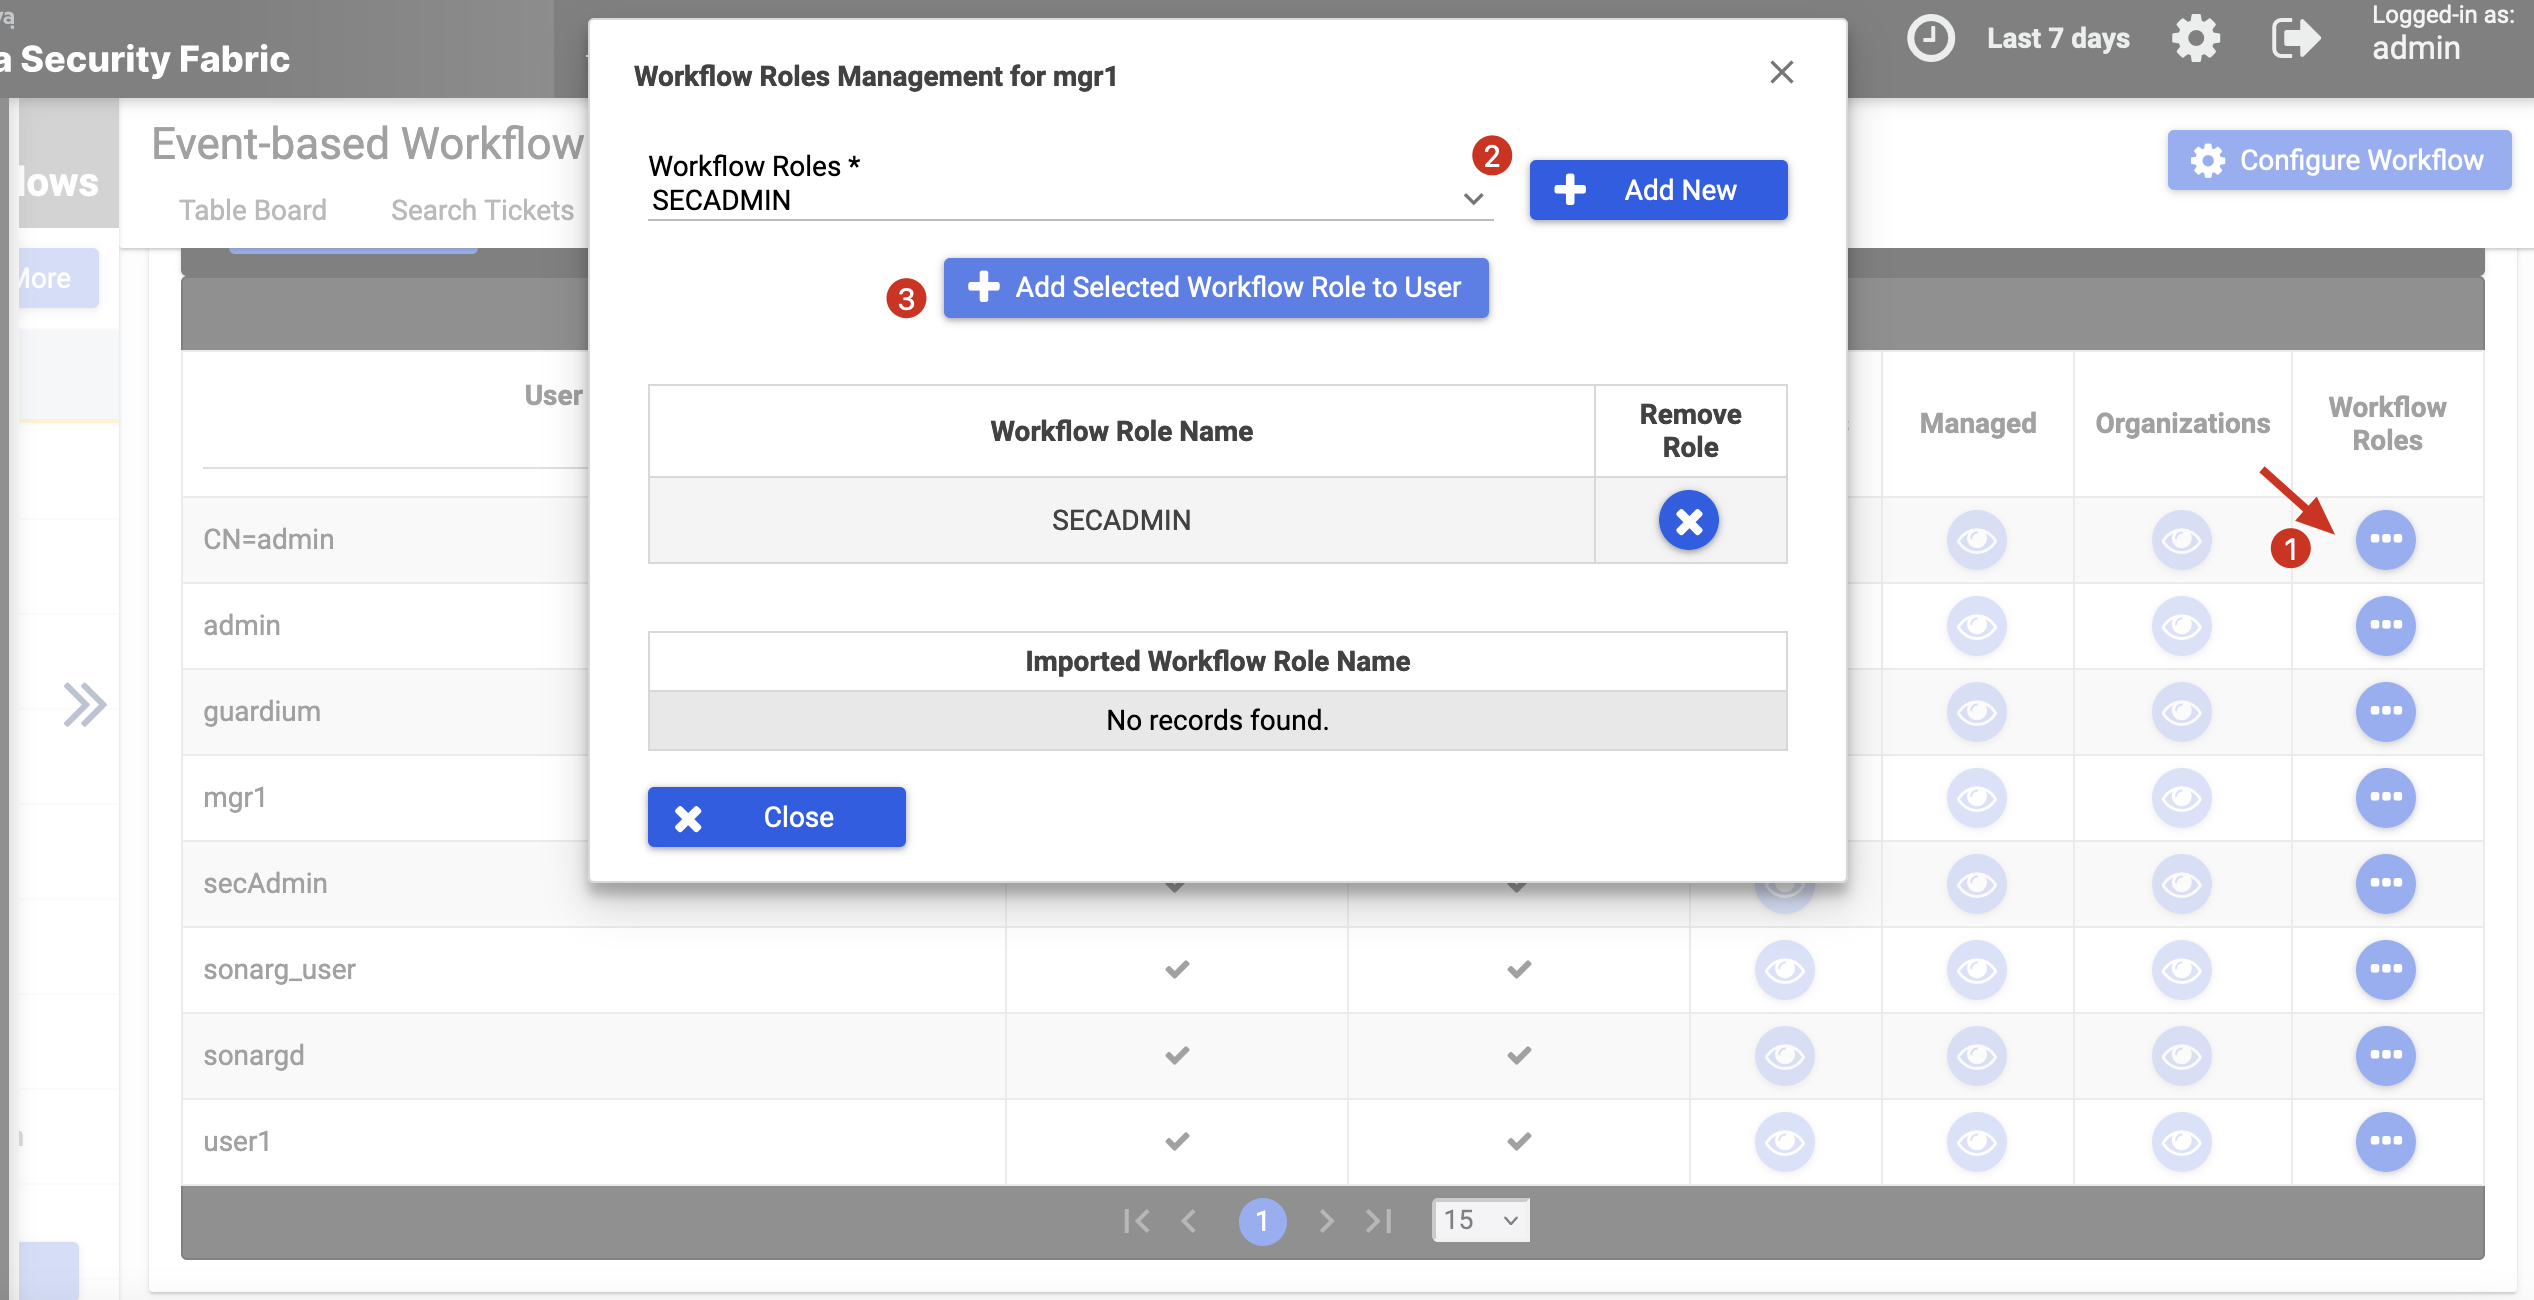 a Security Fabric
Last 7 days
Logged-in as:
admin
lows
Event-based Workflow
Table Board
Search Tickets
Configure Workflow
More
Workflow Roles Management for mgr1
Workflow Roles *
SECADMIN
2
Add New
3
Add Selected Workflow Role to User
Workflow Role Name
Remove
Role
SECADMIN
Imported Workflow Role Name
No records found.
Close
User
Managed
Organizations
Workflow
Roles
1
CN=admin
admin
guardium
mgr1
secAdmin
sonarg_user
sonargd
user1
1
15